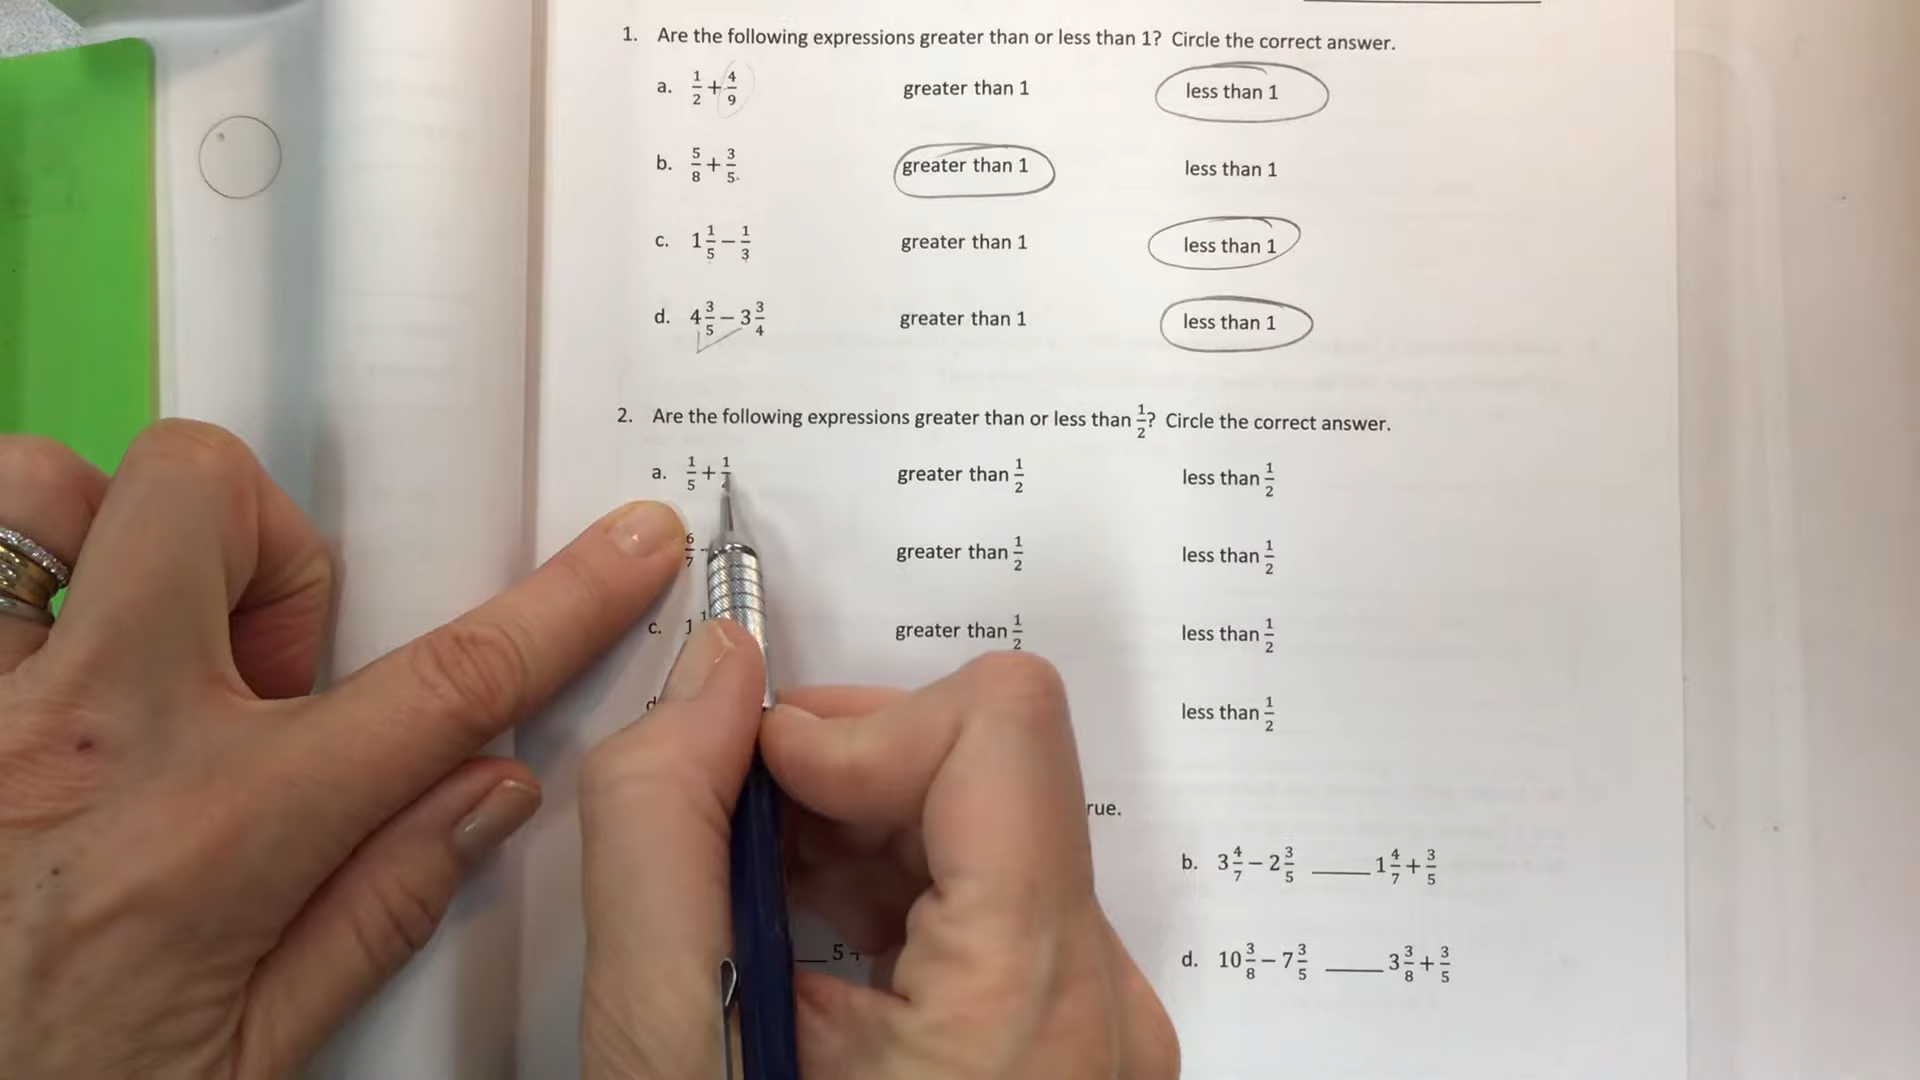 1. Are the following expressions greater than or less than 1? Circle the correct answer.
a. 1/2 + 4/9 greater than 1 less than 1
b. 5/8 + 3/5 greater than 1 less than 1
c. 1 1/5 − 1/3 greater than 1 less than 1
d. 4 3/5 − 3 3/4 greater than 1 less than 1
2. Are the following expressions greater than or less than 1/2? Circle the correct answer.
a. 1/5 + greater than 1/2 less than 1/2
6/7 greater than 1/2 less than 1/2
c. 1 greater than 1/2 less than 1/2
less than 1/2
b. 3 4/7 − 2 3/5 _____ 1 4/7 + 3/5
5
d. 10 3/8 − 7 3/5 _____ 3 3/8 + 3/5